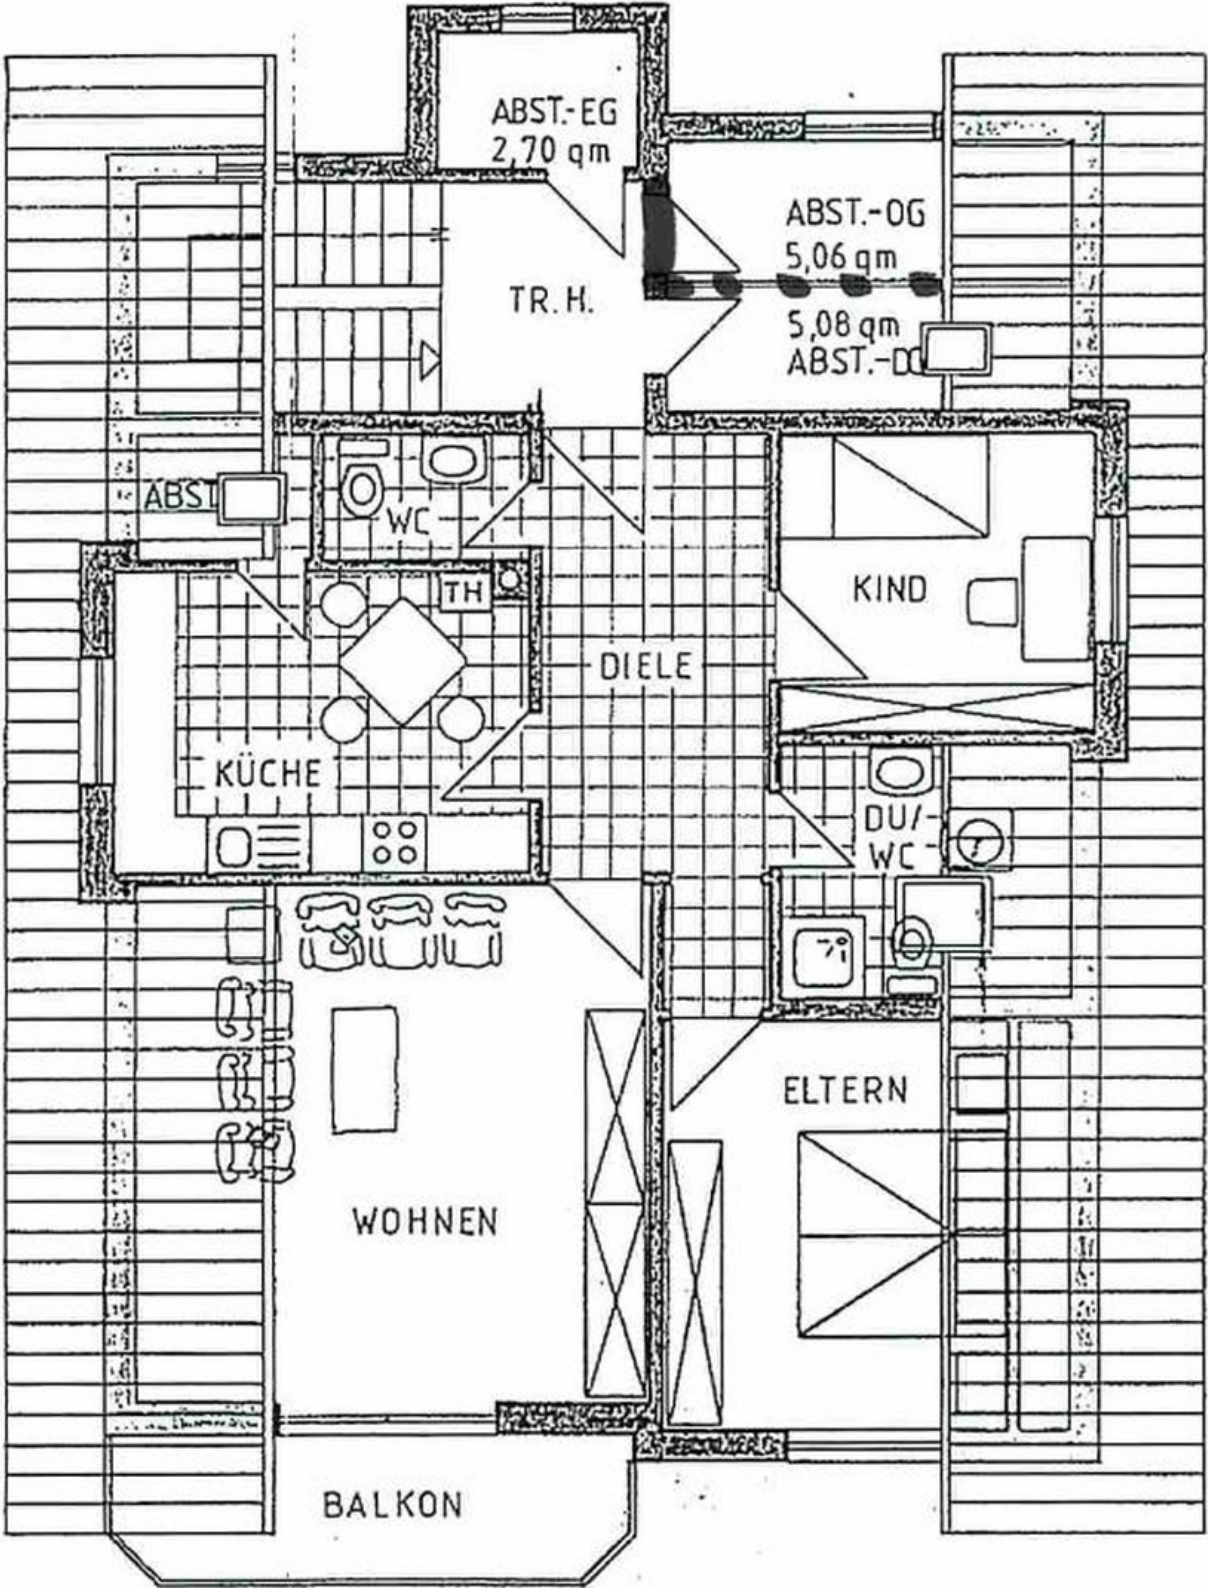 ABST.-EG
2,70 qm
ABST.-OG
5,06 qm
5,08 qm
ABST.-DG
TR.H.
ABST
WC
TH
KIND
DIELE
KÜCHE
DU/
WC
ELTERN
WOHNEN
BALKON